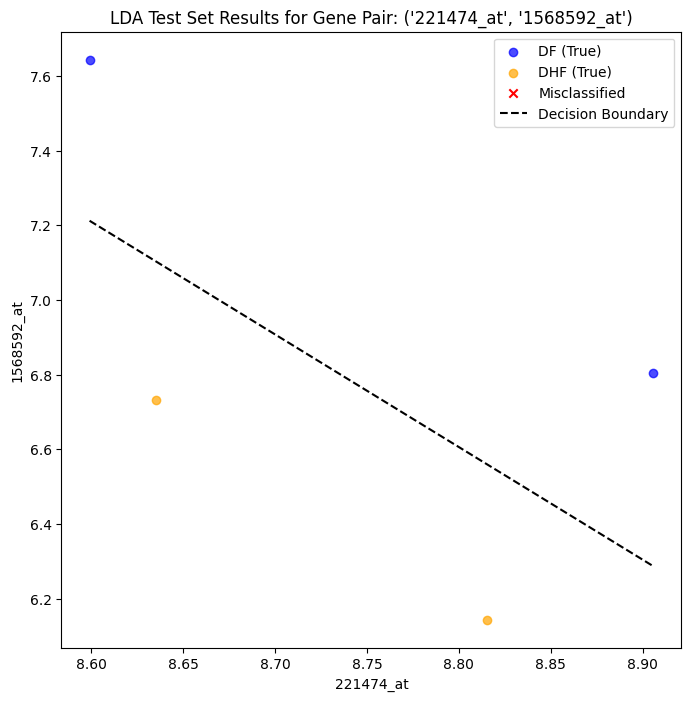 LDA Test Set Results for Gene Pair: ('221474_at', '1568592_at')
DF (True)
DHF (True)
Misclassified
Decision Boundary
1568592_at
7.6
7.4
7.2
7.0
6.8
6.6
6.4
6.2
8.60
8.65
8.70
8.75
8.80
8.85
8.90
221474_at